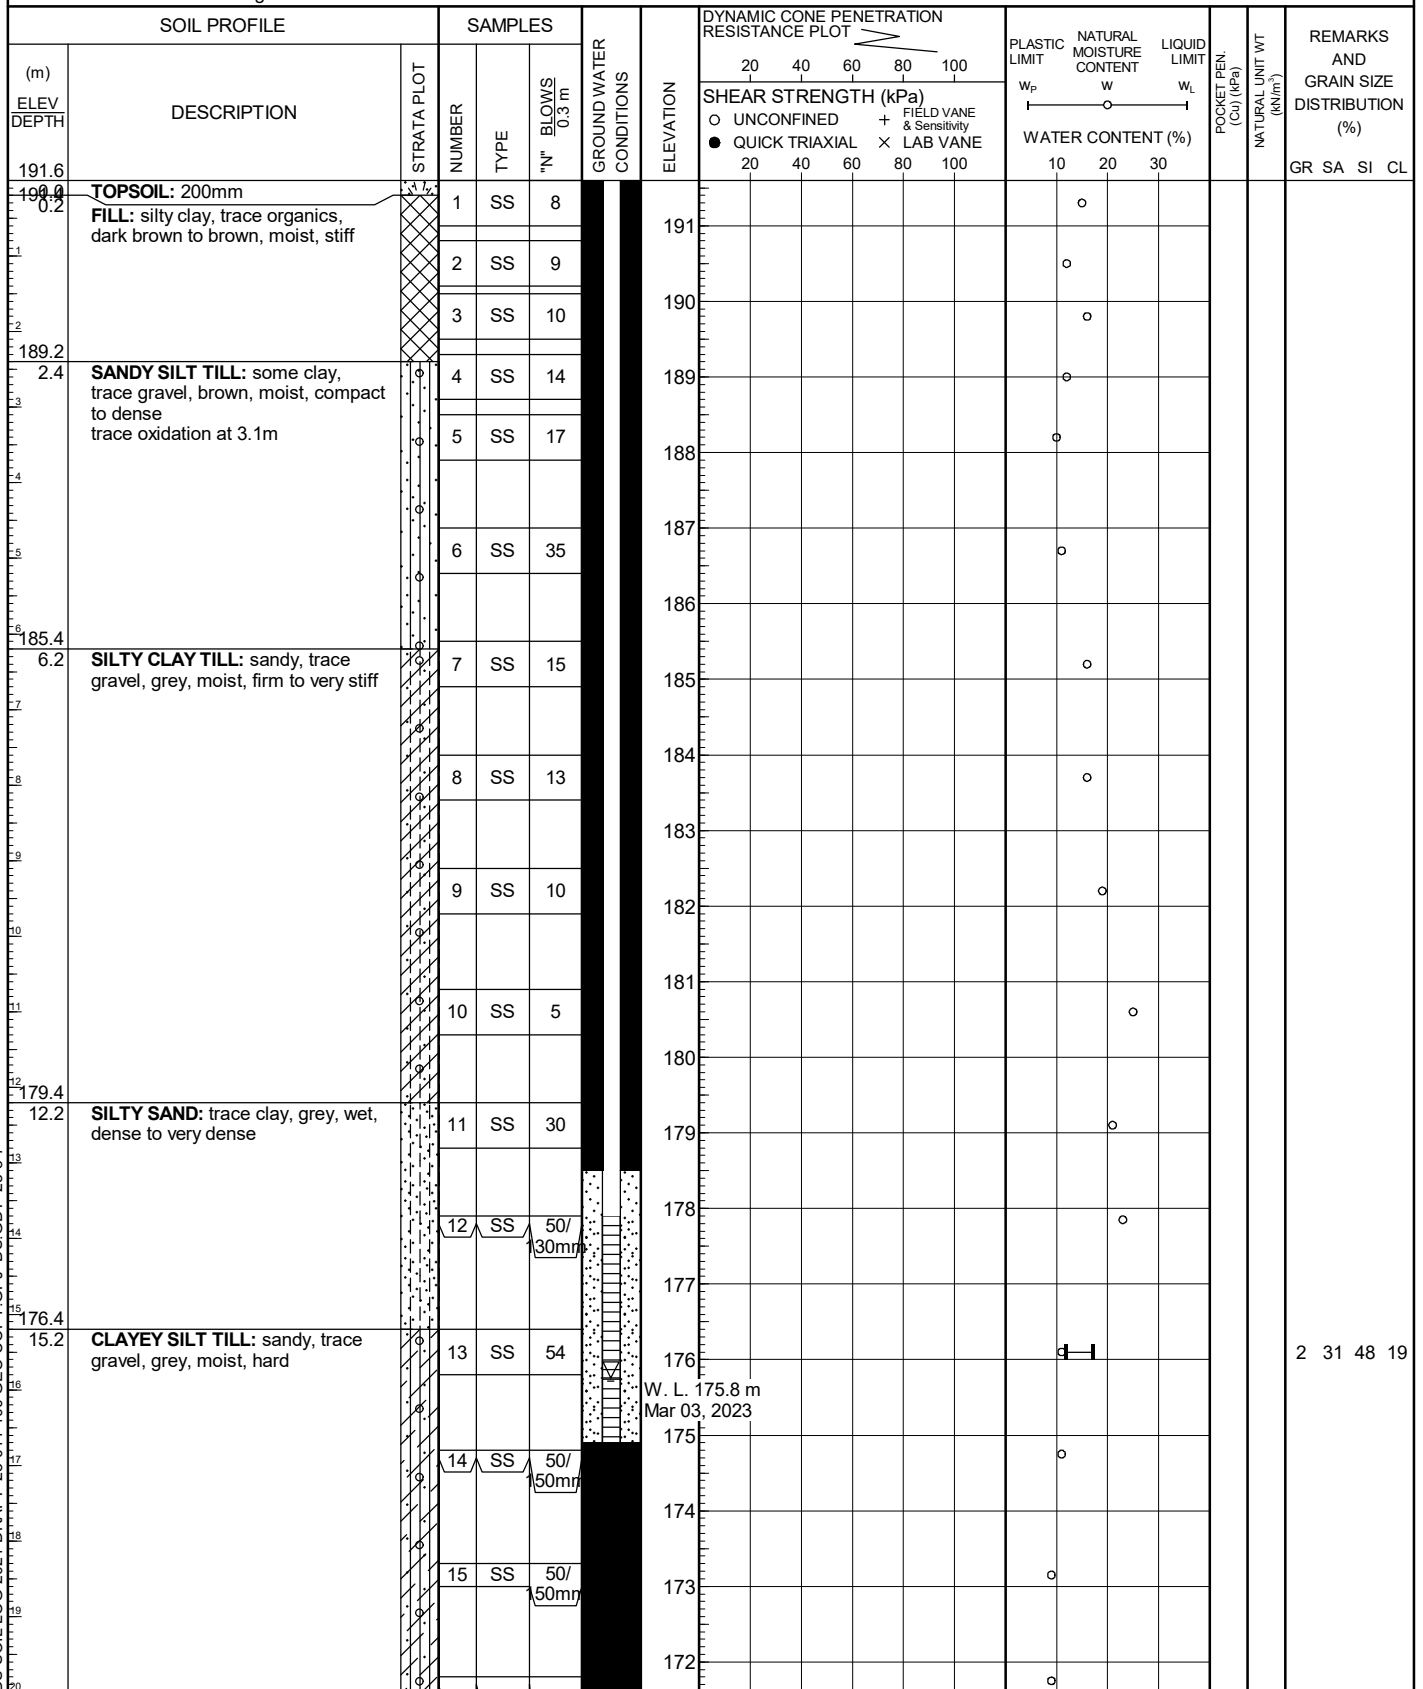 SOIL PROFILE
SAMPLES
GROUND WATER
CONDITIONS
ELEVATION
DYNAMIC CONE PENETRATION
RESISTANCE PLOT
20 40 60 80 100
SHEAR STRENGTH (kPa)
○ UNCONFINED
+ FIELD VANE
& Sensitivity
● QUICK TRIAXIAL
× LAB VANE
20 40 60 80 100
PLASTIC
LIMIT
NATURAL
MOISTURE
CONTENT
LIQUID
LIMIT
WP W WL
WATER CONTENT (%)
10 20 30
POCKET PEN.
(Cu) (kPa)
NATURAL UNIT WT
(kN/m³)
REMARKS
AND
GRAIN SIZE
DISTRIBUTION
(%)
GR SA SI CL
(m)
ELEV
DEPTH
DESCRIPTION
STRATA PLOT
NUMBER
TYPE
"N" BLOWS
0.3 m
191.6
0.0
191.4
0.2
TOPSOIL: 200mm
FILL: silty clay, trace organics,
dark brown to brown, moist, stiff
1 SS 8
191
1
2 SS 9
190
3 SS 10
2
189.2
2.4
SANDY SILT TILL: some clay,
trace gravel, brown, moist, compact
to dense
trace oxidation at 3.1m
4 SS 14
189
3
5 SS 17
188
4
187
6 SS 35
5
186
6
185.4
6.2
SILTY CLAY TILL: sandy, trace
gravel, grey, moist, firm to very stiff
7 SS 15
185
7
184
8 SS 13
8
183
9
9 SS 10
182
10
181
10 SS 5
11
180
12
179.4
12.2
SILTY SAND: trace clay, grey, wet,
dense to very dense
11 SS 30
179
13
178
12 SS 50/
130mm
14
177
15
176.4
15.2
CLAYEY SILT TILL: sandy, trace
gravel, grey, moist, hard
13 SS 54
176
2 31 48 19
16
W. L. 175.8 m
Mar 03, 2023
175
14 SS 50/
150mm
17
174
18
15 SS 50/
150mm
173
19
172
20